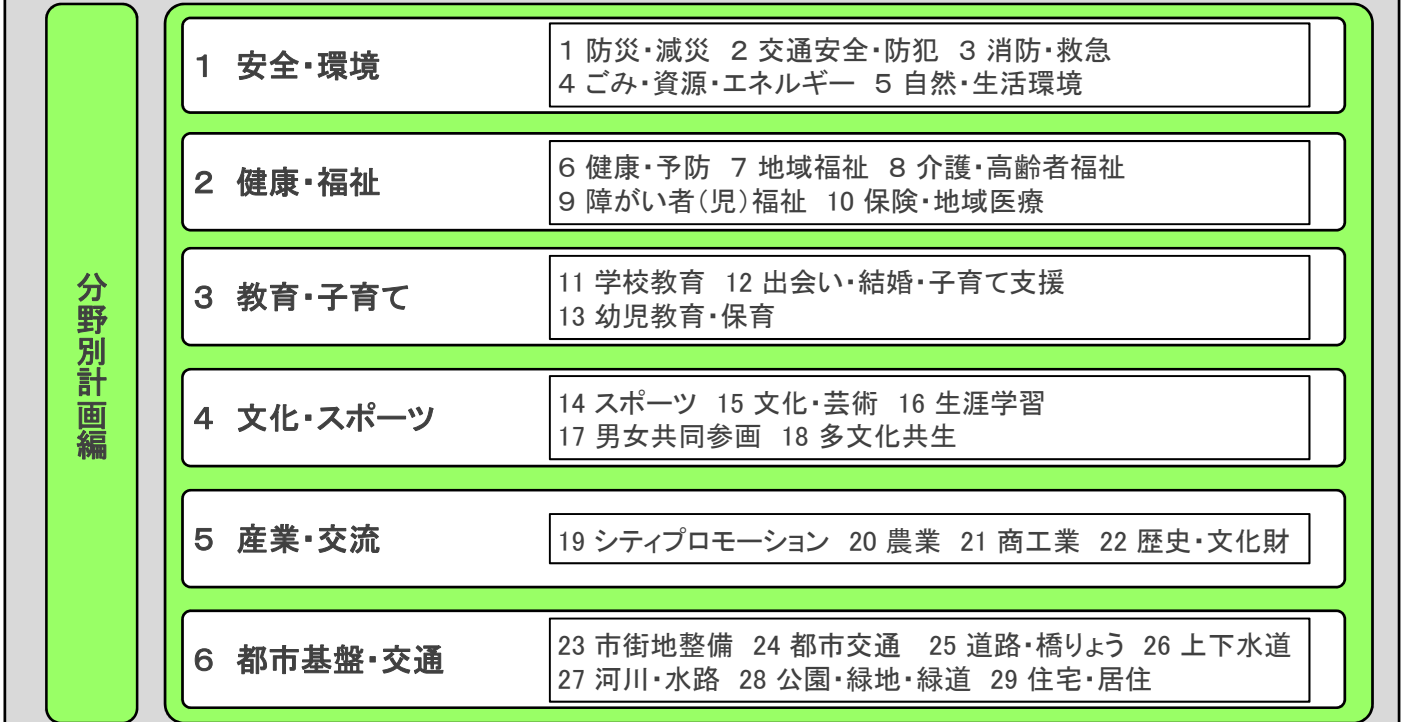 分野別計画編
1 安全・環境
1 防災・減災 2 交通安全・防犯 3 消防・救急
4 ごみ・資源・エネルギー 5 自然・生活環境
2 健康・福祉
6 健康・予防 7 地域福祉 8 介護・高齢者福祉
9 障がい者(児)福祉 10 保険・地域医療
3 教育・子育て
11 学校教育 12 出会い・結婚・子育て支援
13 幼児教育・保育
4 文化・スポーツ
14 スポーツ 15 文化・芸術 16 生涯学習
17 男女共同参画 18 多文化共生
5 産業・交流
19 シティプロモーション 20 農業 21 商工業 22 歴史・文化財
6 都市基盤・交通
23 市街地整備 24 都市交通 25 道路・橋りょう 26 上下水道
27 河川・水路 28 公園・緑地・緑道 29 住宅・居住